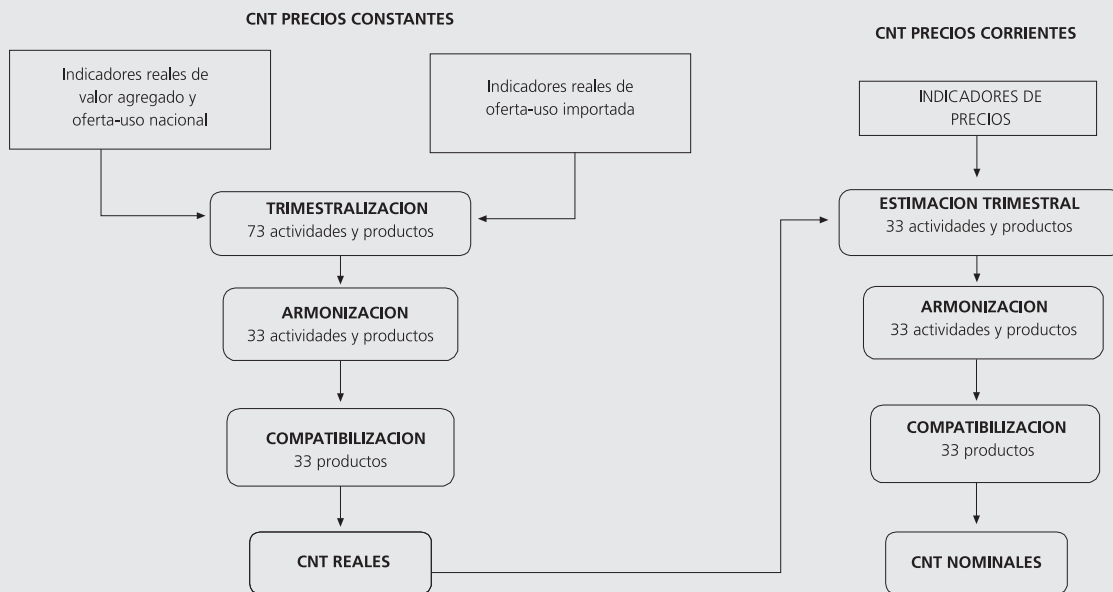 CNT PRECIOS CONSTANTES
Indicadores reales de
valor agregado y
oferta-uso nacional
Indicadores reales de
oferta-uso importada
TRIMESTRALIZACION
73 actividades y productos
ARMONIZACION
33 actividades y productos
COMPATIBILIZACION
33 productos
CNT REALES
CNT PRECIOS CORRIENTES
INDICADORES DE
PRECIOS
ESTIMACION TRIMESTRAL
33 actividades y productos
ARMONIZACION
33 actividades y productos
COMPATIBILIZACION
33 productos
CNT NOMINALES